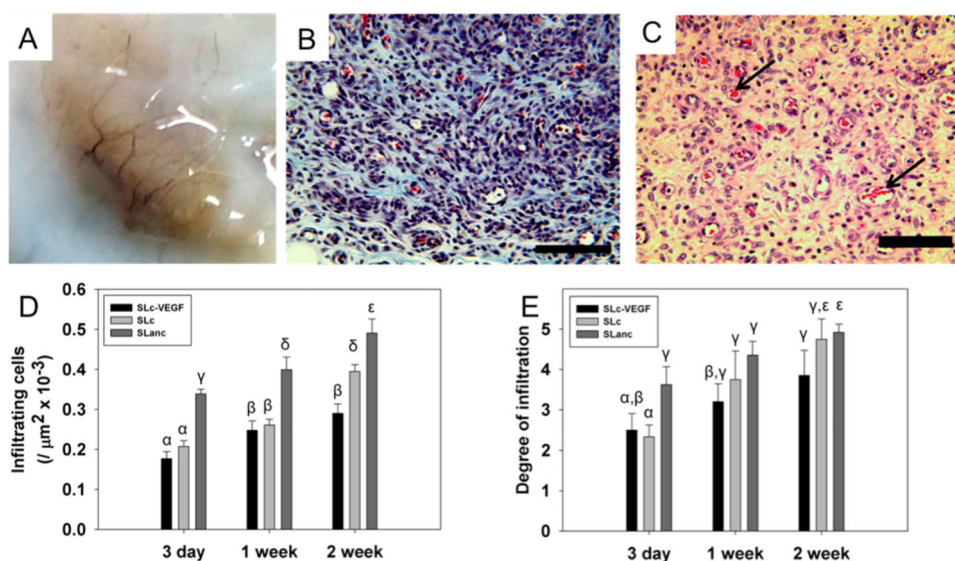 A
B
C
D
Infiltrating cells
(/ μm² x 10⁻³)
0.6
0.5
0.4
0.3
0.2
0.1
0.0
SLc-VEGF
SLc
SLanc
α
α
γ
β
β
δ
β
δ
ε
3 day
1 week
2 week
E
Degree of infiltration
5
4
3
2
1
0
SLc-VEGF
SLc
SLanc
α,β
α
γ
β,γ
γ
γ
γ
γ,ε
ε
3 day
1 week
2 week